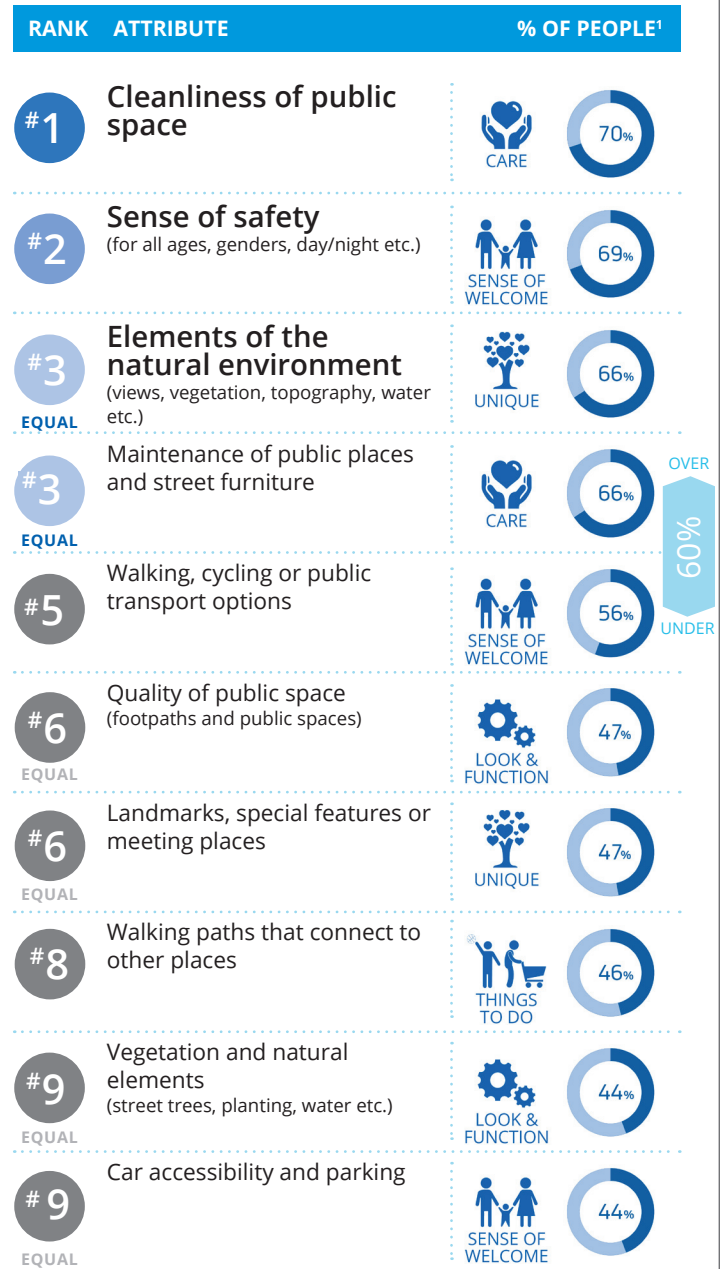 RANK ATTRIBUTE % OF PEOPLE¹
#1
Cleanliness of public
space
CARE
70%
#2
Sense of safety
(for all ages, genders, day/night etc.)
SENSE OF
WELCOME
69%
#3
EQUAL
Elements of the
natural environment
(views, vegetation, topography, water
etc.)
UNIQUE
66%
#3
EQUAL
Maintenance of public places
and street furniture
CARE
66%
OVER
60%
UNDER
#5
Walking, cycling or public
transport options
SENSE OF
WELCOME
56%
#6
EQUAL
Quality of public space
(footpaths and public spaces)
LOOK &
FUNCTION
47%
#6
EQUAL
Landmarks, special features or
meeting places
UNIQUE
47%
#8
Walking paths that connect to
other places
THINGS
TO DO
46%
#9
EQUAL
Vegetation and natural
elements
(street trees, planting, water etc.)
LOOK &
FUNCTION
44%
#9
EQUAL
Car accessibility and parking
SENSE OF
WELCOME
44%